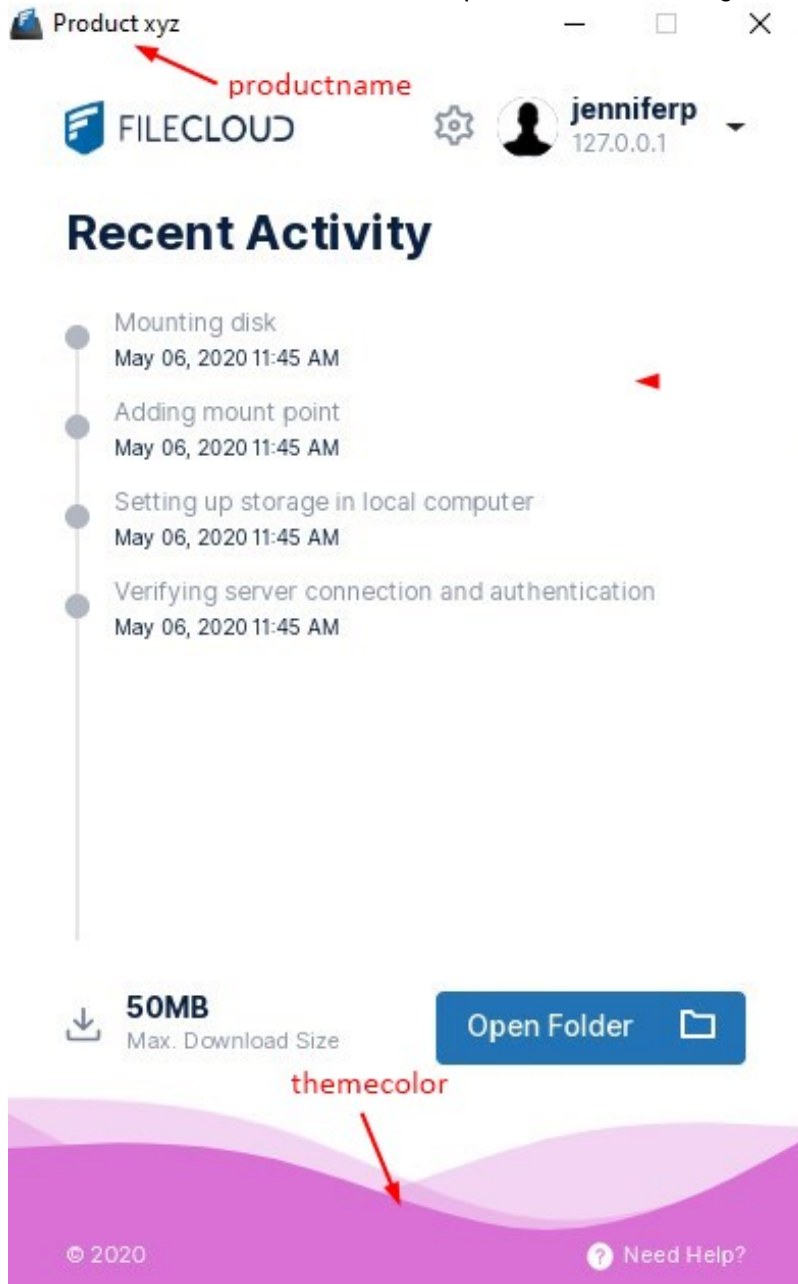 Product xyz
productname
FILECLOUD
jenniferp
127.0.0.1
Recent Activity
Mounting disk
May 06, 2020 11:45 AM
Adding mount point
May 06, 2020 11:45 AM
Setting up storage in local computer
May 06, 2020 11:45 AM
Verifying server connection and authentication
May 06, 2020 11:45 AM
50MB
Max. Download Size
Open Folder
themecolor
© 2020
? Need Help?